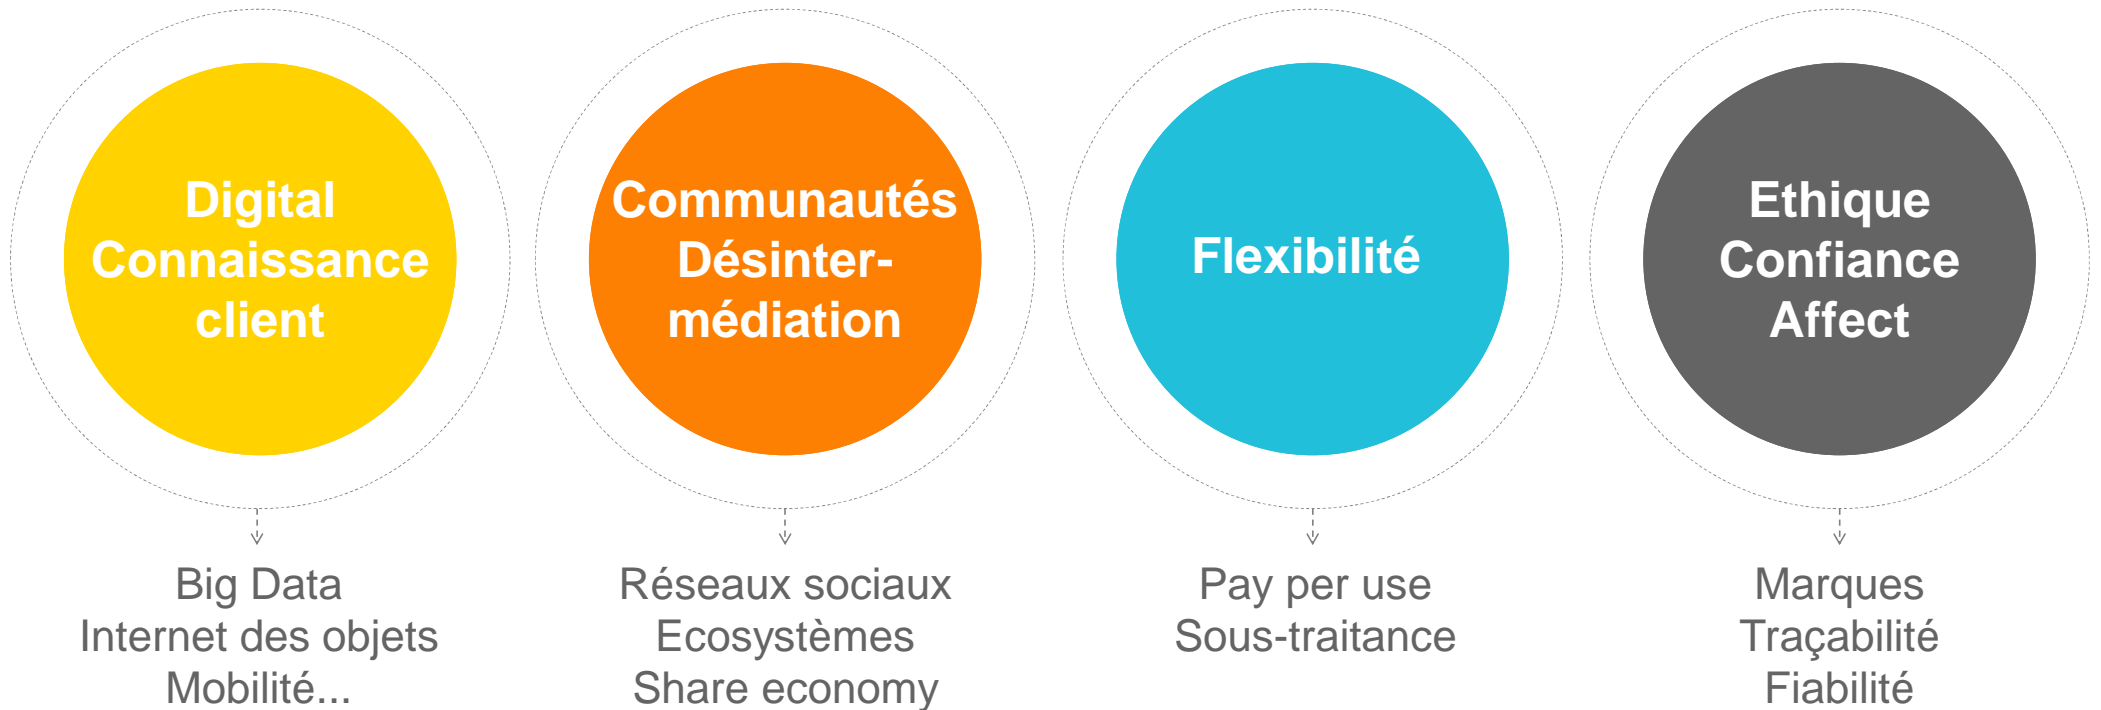 Digital
Connaissance
client
Communautés
Désinter-
médiation
Flexibilité
Ethique
Confiance
Affect
Big Data
Internet des objets
Mobilité...
Réseaux sociaux
Ecosystèmes
Share economy
Pay per use
Sous-traitance
Marques
Traçabilité
Fiabilité